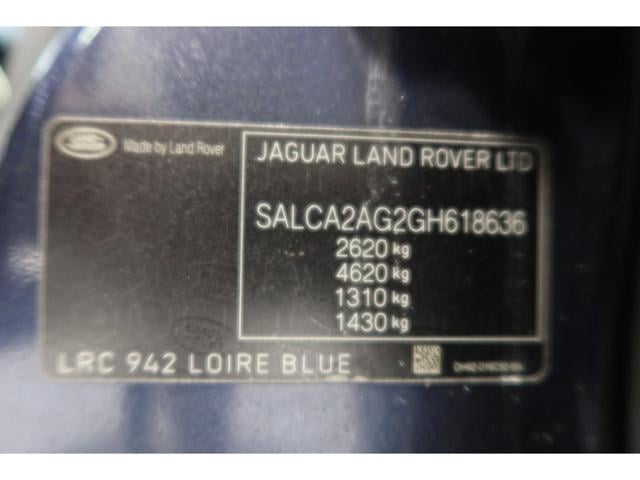 Made by Land Rover
JAGUAR LAND ROVER LTD
SALCA2AG2GH618636
2620 kg
4620 kg
1310 kg
1430 kg
LRC 942 LOIRE BLUE